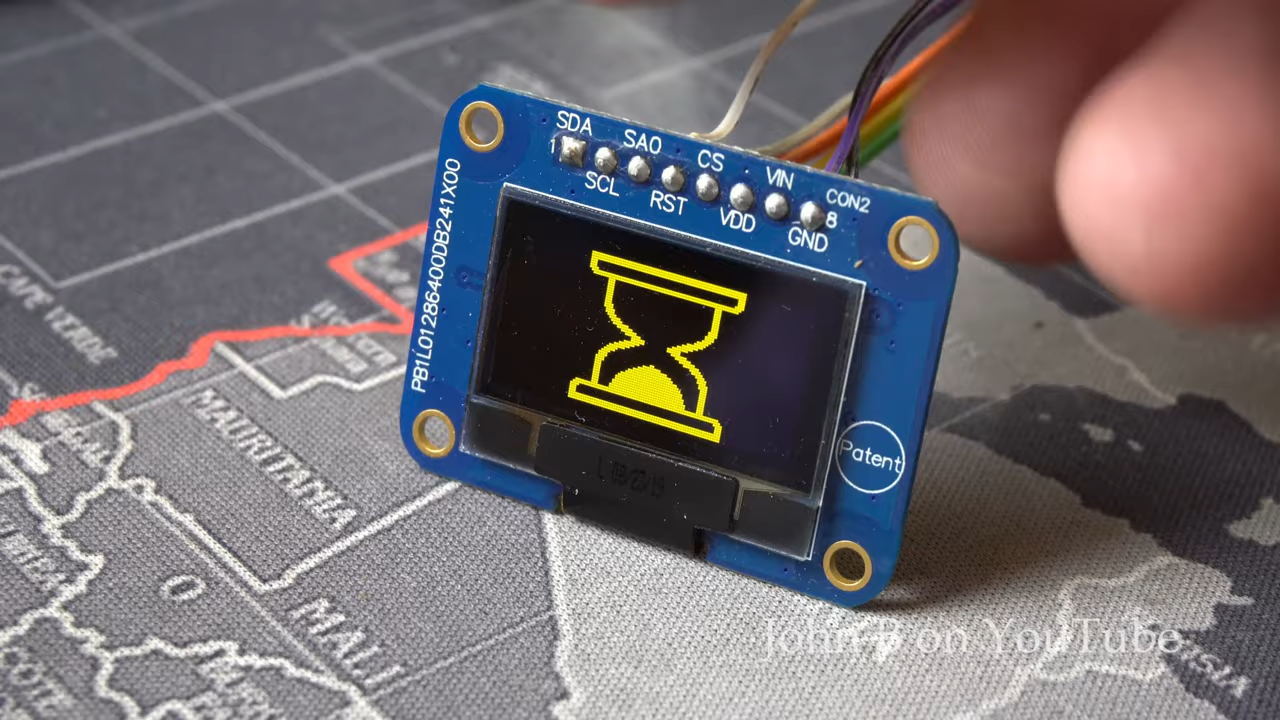 SDA
SA0
CS
VIN
CON2
1
8
SCL
RST
VDD
GND
PB1L0128640ODB241X00
Patent
CAPE VERDE
MAURITANIA
MALI
John B on YouTube